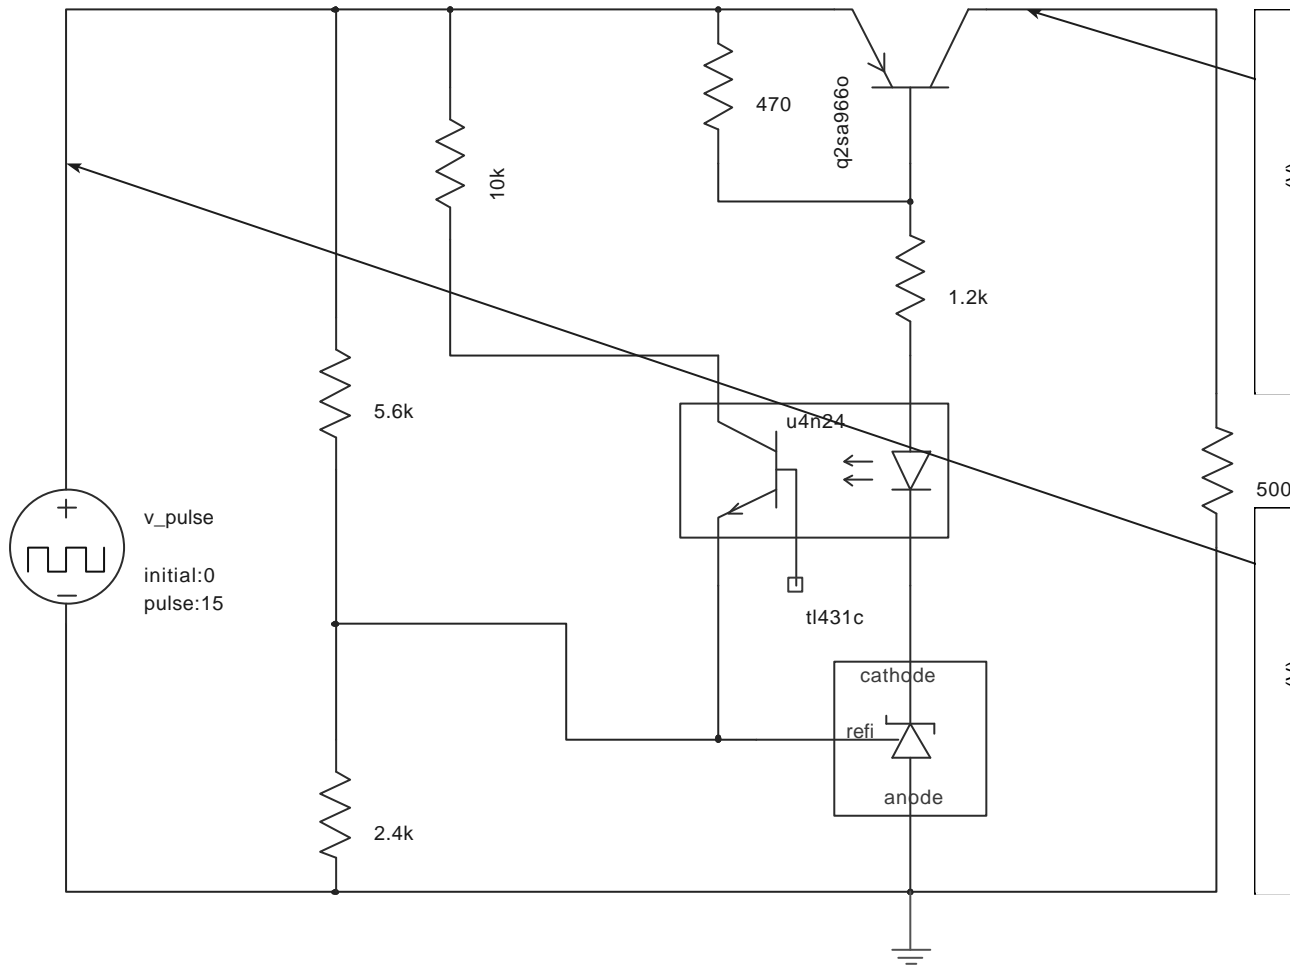 470
q2sa966o
10k
1.2k
5.6k
u4n24
500
v_pulse
initial:0
pulse:15
tl431c
cathode
refi
anode
2.4k